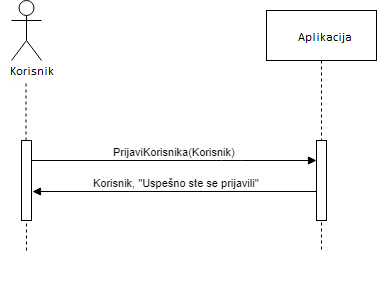 Korisnik
Aplikacija
PrijaviKorisnika(Korisnik)
Korisnik, "Uspešno ste se prijavili"